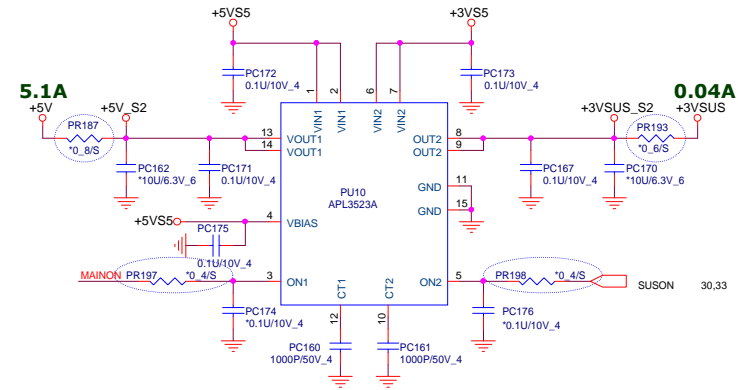 +5VS5
+3VS5
PC172
0.1U/10V_4
PC173
0.1U/10V_4
5.1A
+5V
+5V_S2
0.04A
+3VSUS_S2
+3VSUS
1
2
6
7
VIN1
VIN1
VIN2
VIN2
PR187
*0_8/S
13
14
VOUT1
VOUT1
OUT2
OUT2
8
9
PR193
*0_6/S
PC162
*10U/6.3V_6
PC171
0.1U/10V_4
PU10
APL3523A
GND
11
GND
15
PC167
0.1U/10V_4
PC170
*10U/6.3V_6
+5VS5
4
VBIAS
PC175
0.1U/10V_4
MAINON
PR197
*0_4/S
3
ON1
CT1
CT2
ON2
5
PR198
*0_4/S
SUSON
30,33
PC174
*0.1U/10V_4
12
10
PC176
*0.1U/10V_4
PC160
1000P/50V_4
PC161
1000P/50V_4